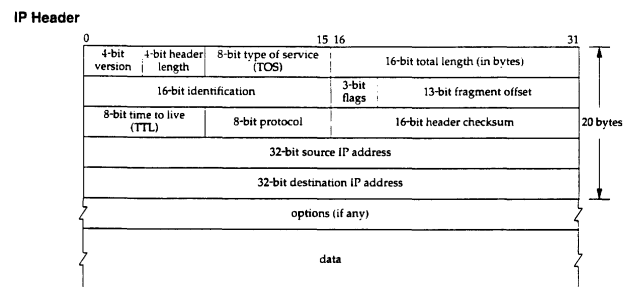 IP Header
0 15 16 31
4-bit version 4-bit header length 8-bit type of service (TOS) 16-bit total length (in bytes)
16-bit identification 3-bit flags 13-bit fragment offset
8-bit time to live (TTL) 8-bit protocol 16-bit header checksum
20 bytes
32-bit source IP address
32-bit destination IP address
options (if any)
data